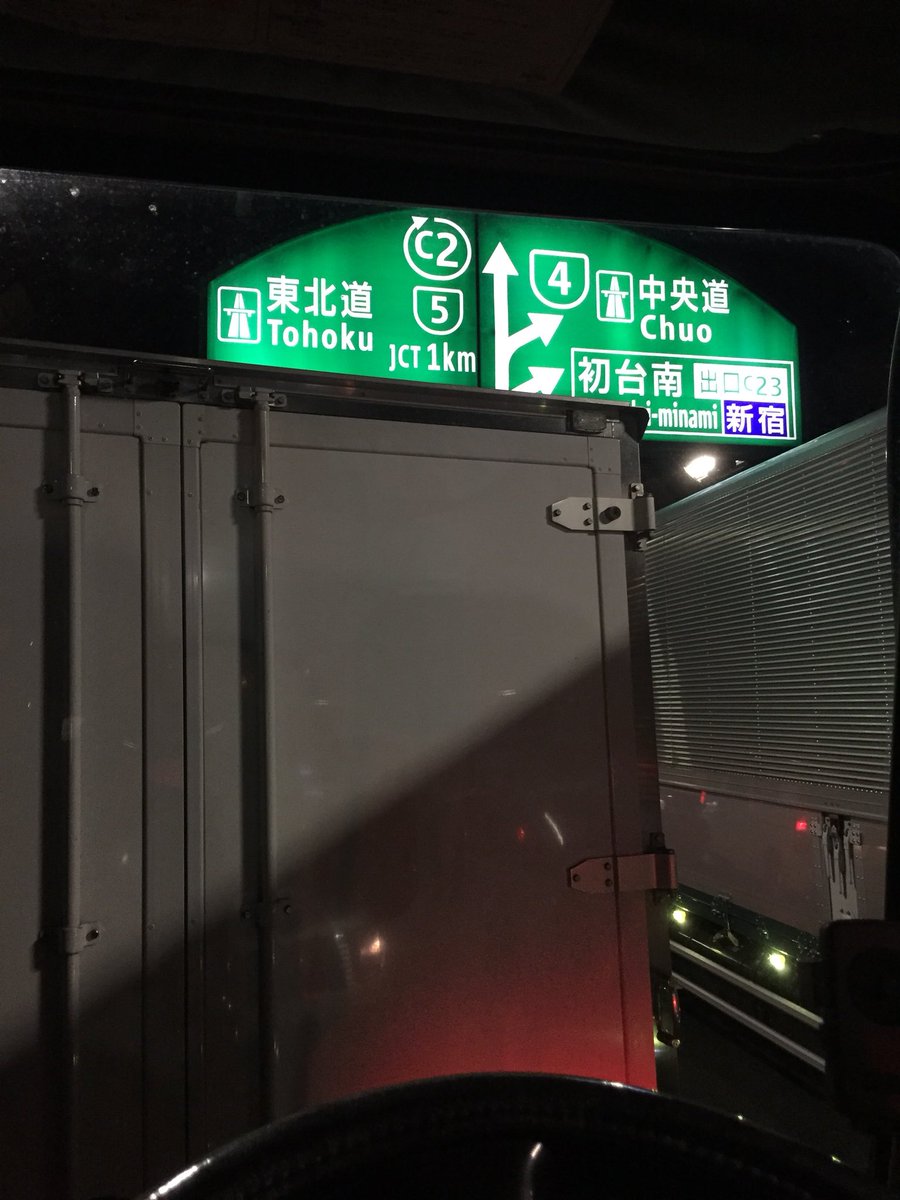 C2
東北道
Tohoku
5
JCT 1km
4
中央道
Chuo
初台南 出口 C23
i-minami 新宿